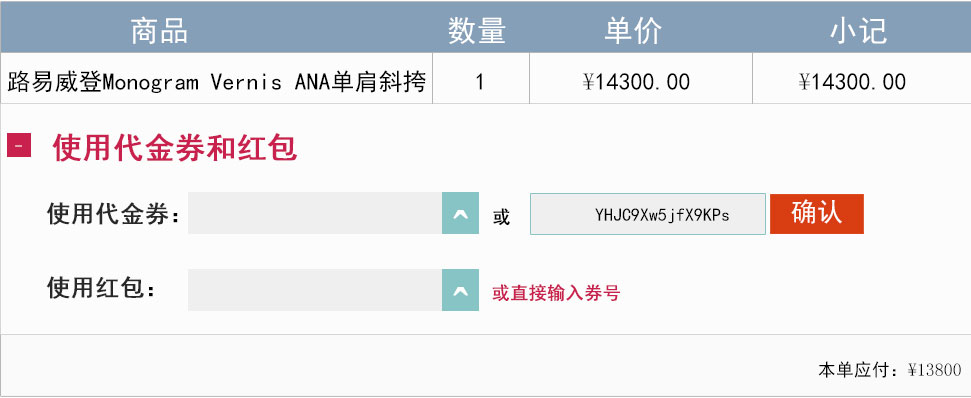 商品 数量 单价 小记
路易威登Monogram Vernis ANA单肩斜挎 1 ¥14300.00 ¥14300.00
- 使用代金券和红包
使用代金券： 或 YHJC9Xw5jfX9KPs 确认
使用红包： 或直接输入券号
本单应付：¥13800